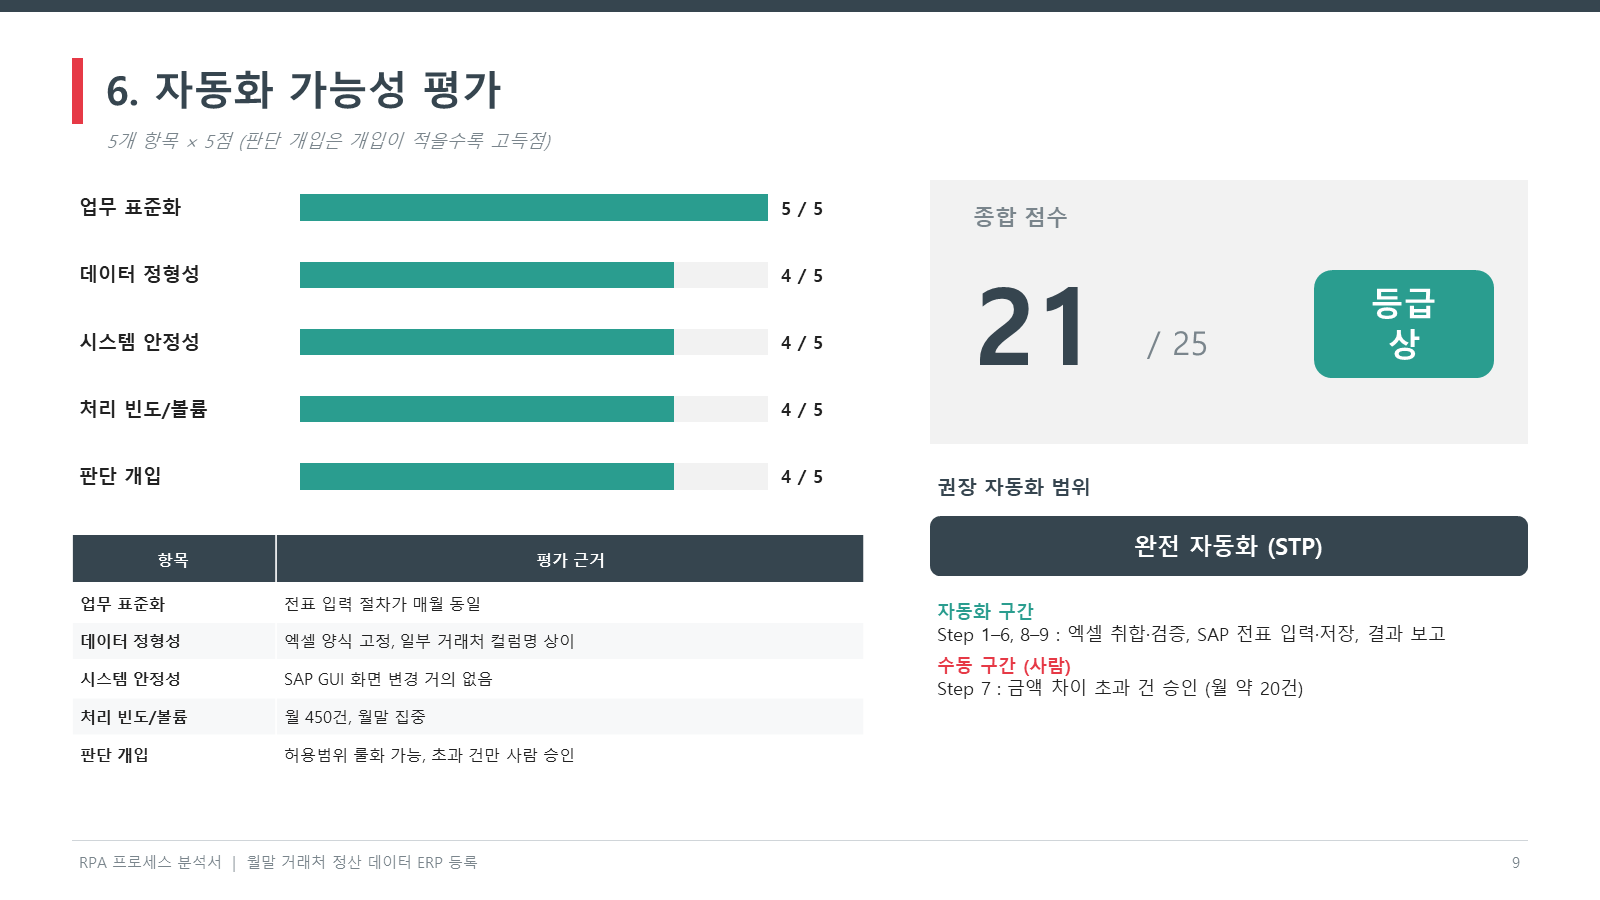 6. 자동화 가능성 평가
5개 항목 × 5점 (판단 개입은 개입이 적을수록 고득점)
업무 표준화 5 / 5
데이터 정형성 4 / 5
시스템 안정성 4 / 5
처리 빈도/볼륨 4 / 5
판단 개입 4 / 5
항목 평가 근거
업무 표준화 전표 입력 절차가 매월 동일
데이터 정형성 엑셀 양식 고정, 일부 거래처 컬럼명 상이
시스템 안정성 SAP GUI 화면 변경 거의 없음
처리 빈도/볼륨 월 450건, 월말 집중
판단 개입 허용범위 룰화 가능, 초과 건만 사람 승인
종합 점수
21 / 25
등급
상
권장 자동화 범위
완전 자동화 (STP)
자동화 구간
Step 1–6, 8–9 : 엑셀 취합·검증, SAP 전표 입력·저장, 결과 보고
수동 구간 (사람)
Step 7 : 금액 차이 초과 건 승인 (월 약 20건)
RPA 프로세스 분석서 | 월말 거래처 정산 데이터 ERP 등록 9